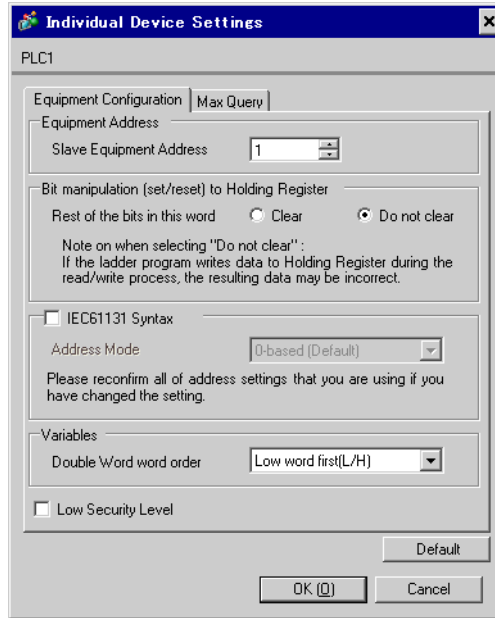 Individual Device Settings
PLC1
Equipment Configuration Max Query
Equipment Address
Slave Equipment Address 1
Bit manipulation (set/reset) to Holding Register
Rest of the bits in this word Clear Do not clear
Note on when selecting "Do not clear" :
If the ladder program writes data to Holding Register during the
read/write process, the resulting data may be incorrect.
IEC61131 Syntax
Address Mode 0-based (Default)
Please reconfirm all of address settings that you are using if you
have changed the setting.
Variables
Double Word word order Low word first(L/H)
Low Security Level
Default
OK (O) Cancel